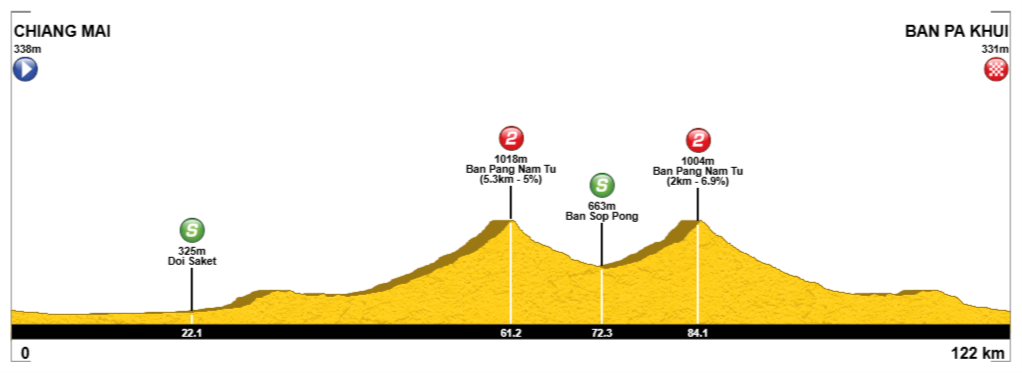 CHIANG MAI
338m
BAN PA KHUI
331m
2
1018m
Ban Pang Nam Tu
(5.3km - 5%)
2
1004m
Ban Pang Nam Tu
(2km - 6.9%)
S
663m
Ban Sop Pong
S
325m
Doi Saket
22.1
61.2
72.3
84.1
0
122 km